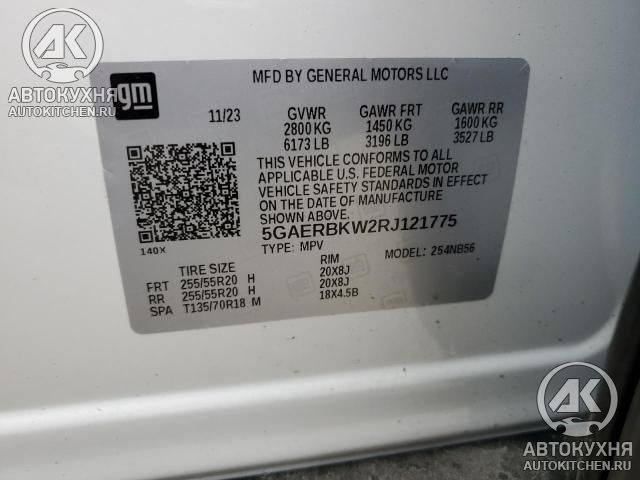 АВТОКУХНЯ
AUTOKITCHEN.RU
gm
MFD BY GENERAL MOTORS LLC
11/23 GVWR GAWR FRT GAWR RR
2800 KG 1450 KG 1600 KG
6173 LB 3196 LB 3527 LB
THIS VEHICLE CONFORMS TO ALL
APPLICABLE U.S. FEDERAL MOTOR
VEHICLE SAFETY STANDARDS IN EFFECT
ON THE DATE OF MANUFACTURE
SHOWN ABOVE.
5GAERBKW2RJ121775
140X TYPE: MPV MODEL: 254NB56
TIRE SIZE RIM
FRT 255/55R20 H 20X8J
RR 255/55R20 H 20X8J
SPA T135/70R18 M 18X4.5B
АК
АВТОКУХНЯ
AUTOKITCHEN.RU